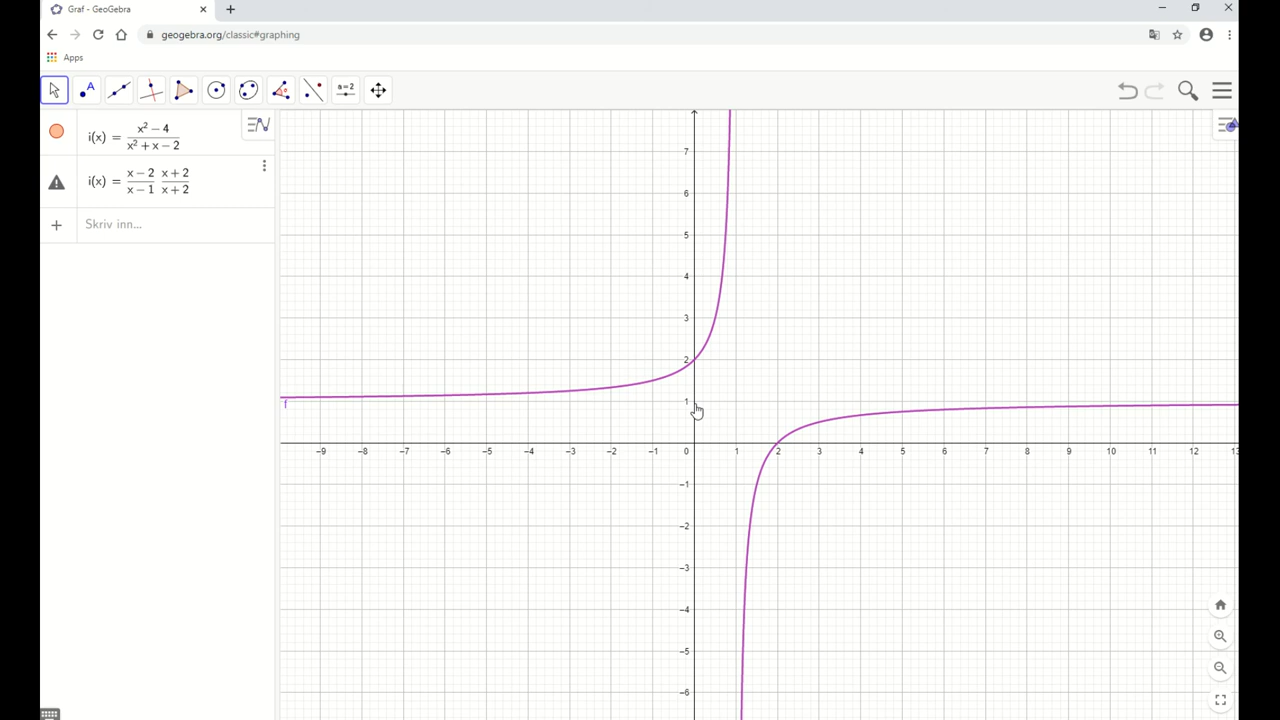 Graf - GeoGebra
geogebra.org/classic#graphing
Apps
A
a=2
i(x) = x² − 4 / x² + x − 2
i(x) = x − 2 / x − 1 x + 2 / x + 2
Skriv inn...
f
7
6
5
4
3
2
1
−9 −8 −7 −6 −5 −4 −3 −2 −1 0 1 2 3 4 5 6 7 8 9 10 11 12 13
−1
−2
−3
−4
−5
−6